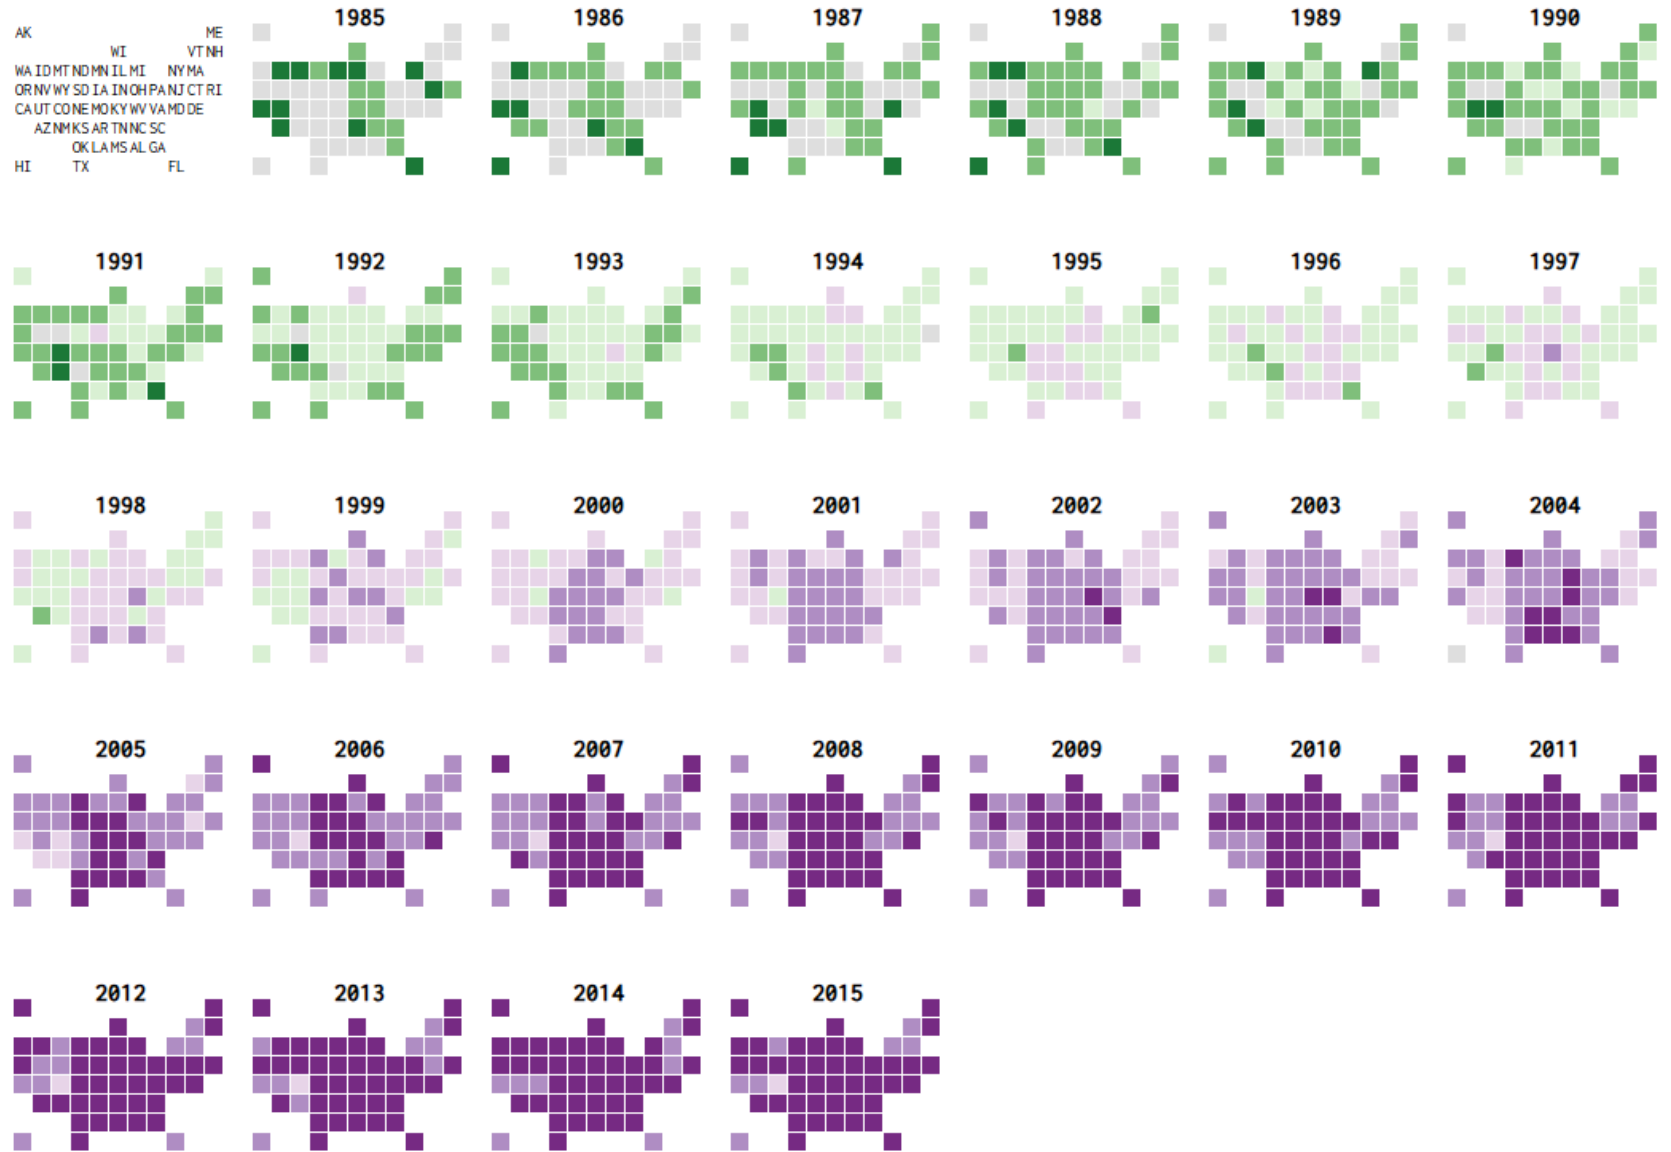 1985 1986 1987 1988 1989 1990
AK ME
WI VT NH
WA ID MT ND MN IL MI NY MA
OR NV WY SD IA IN OH PA NJ CT RI
CA UT CO NE MO KY WV VA MD DE
AZ NM KS AR TN NC SC
OK LA MS AL GA
HI TX FL
1991 1992 1993 1994 1995 1996 1997
1998 1999 2000 2001 2002 2003 2004
2005 2006 2007 2008 2009 2010 2011
2012 2013 2014 2015